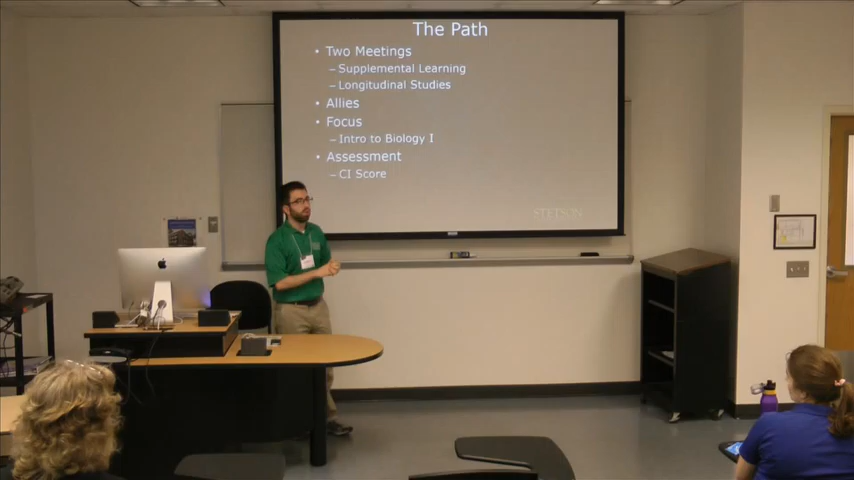 The Path
• Two Meetings
– Supplemental Learning
– Longitudinal Studies
• Allies
• Focus
– Intro to Biology I
• Assessment
– CI Score
STETSON